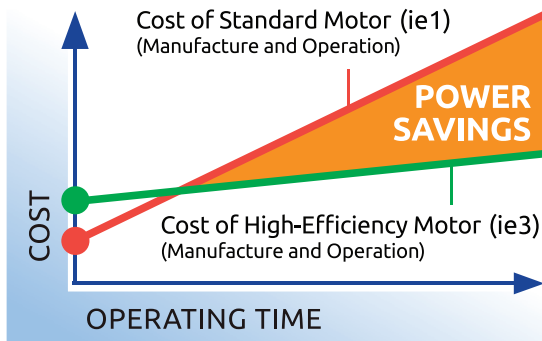 Cost of Standard Motor (ie1)
(Manufacture and Operation)
POWER
SAVINGS
COST
Cost of High-Efficiency Motor (ie3)
(Manufacture and Operation)
OPERATING TIME